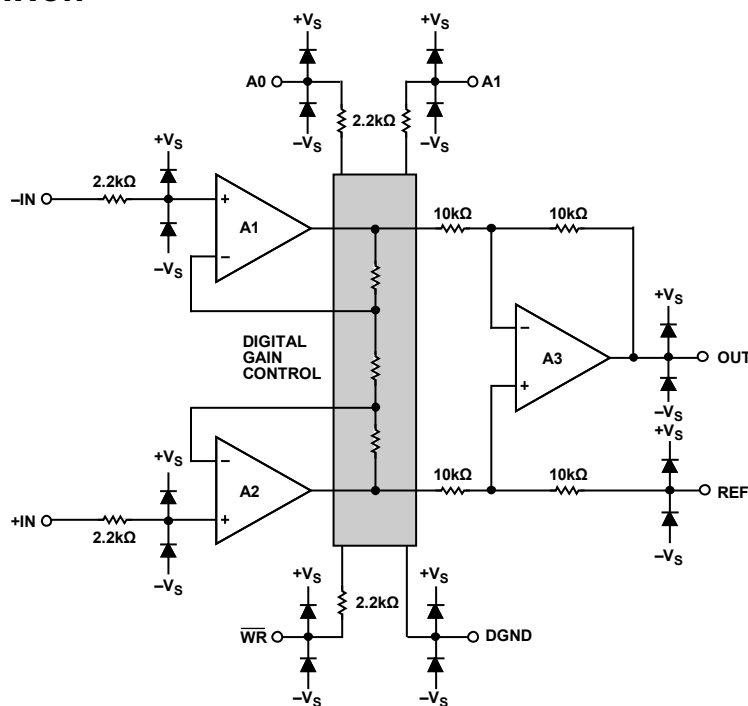 +VS
+VS
A0
A1
2.2kΩ
–VS
–VS
+VS
2.2kΩ
10kΩ
10kΩ
–IN
+
A1
–
–VS
+VS
–
DIGITAL
GAIN
CONTROL
A3
OUT
+
–VS
+VS
+VS
–
A2
10kΩ
10kΩ
REF
+IN
+
2.2kΩ
–VS
–VS
+VS
+VS
2.2kΩ
WR
DGND
–VS
–VS